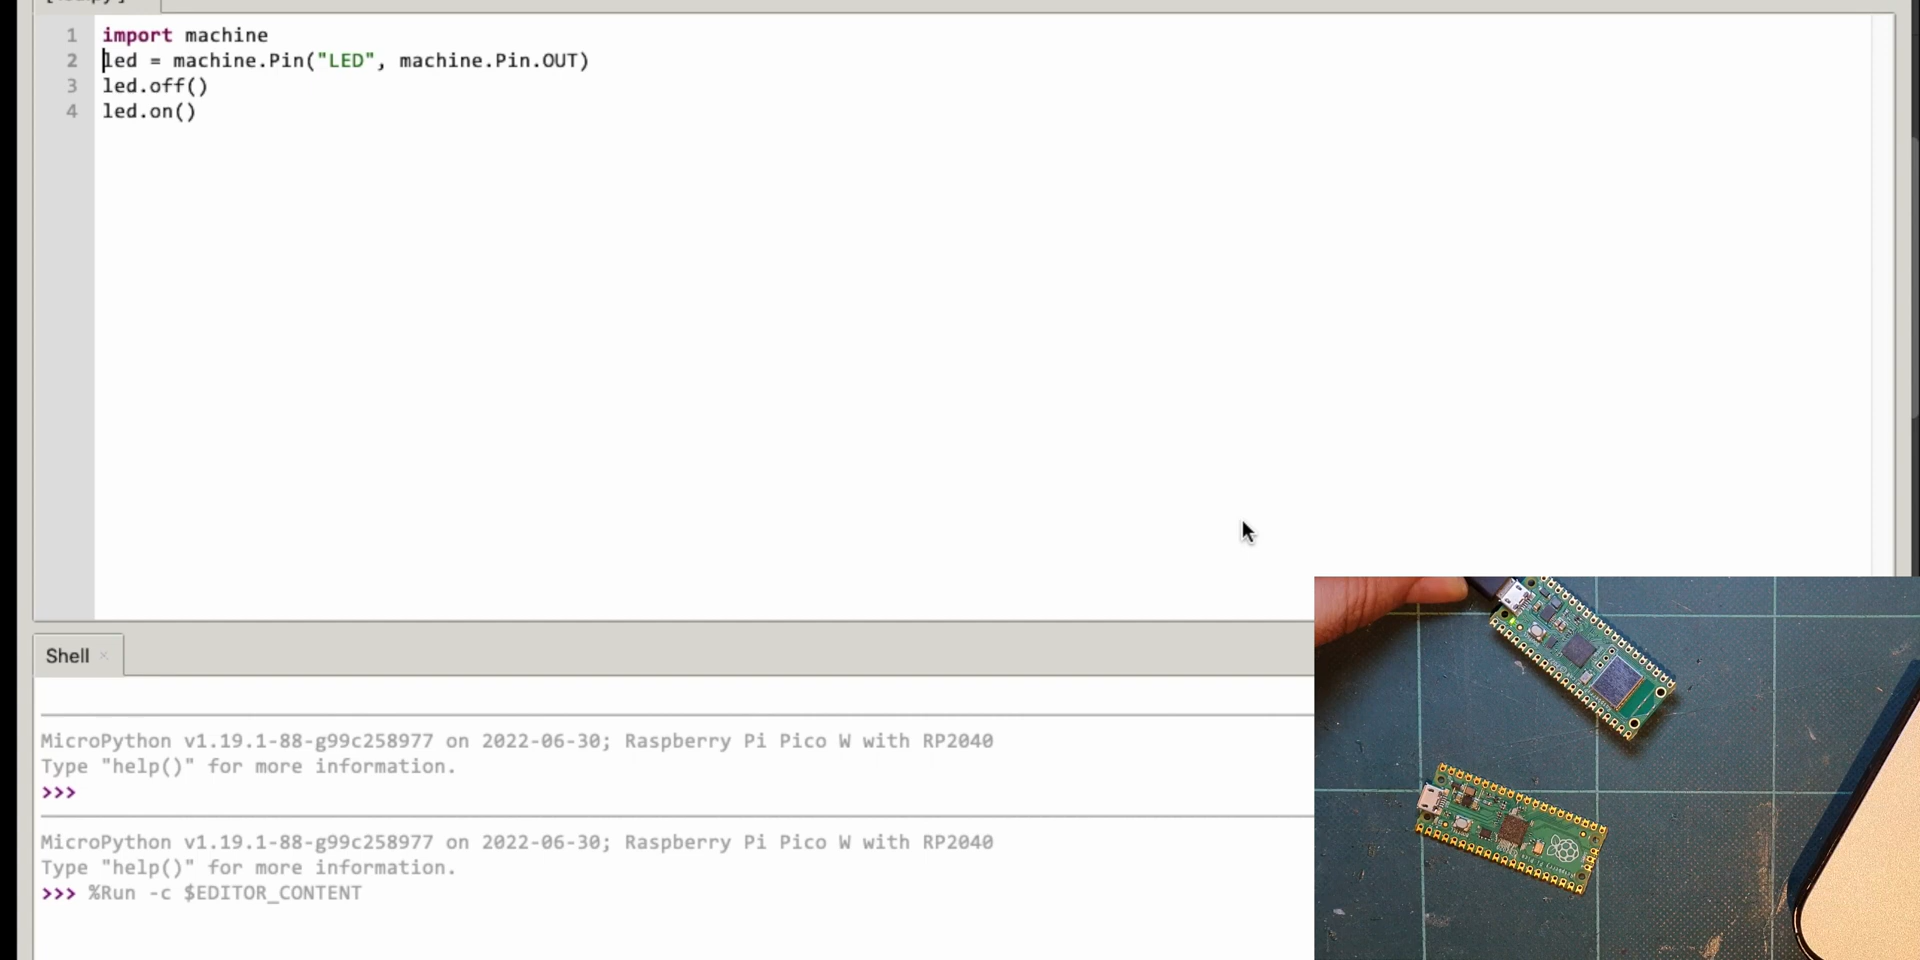 1 import machine
2 led = machine.Pin("LED", machine.Pin.OUT)
3 led.off()
4 led.on()
Shell ×
MicroPython v1.19.1-88-g99c258977 on 2022-06-30; Raspberry Pi Pico W with RP2040
Type "help()" for more information.
>>>
MicroPython v1.19.1-88-g99c258977 on 2022-06-30; Raspberry Pi Pico W with RP2040
Type "help()" for more information.
>>> %Run -c $EDITOR_CONTENT